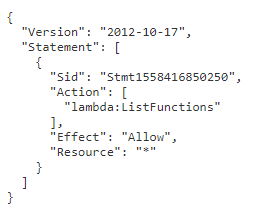 {
  "Version": "2012-10-17",
  "Statement": [
    {
      "Sid": "Stmt1558416850250",
      "Action": [
        "lambda:ListFunctions"
      ],
      "Effect": "Allow",
      "Resource": "*"
    }
  ]
}